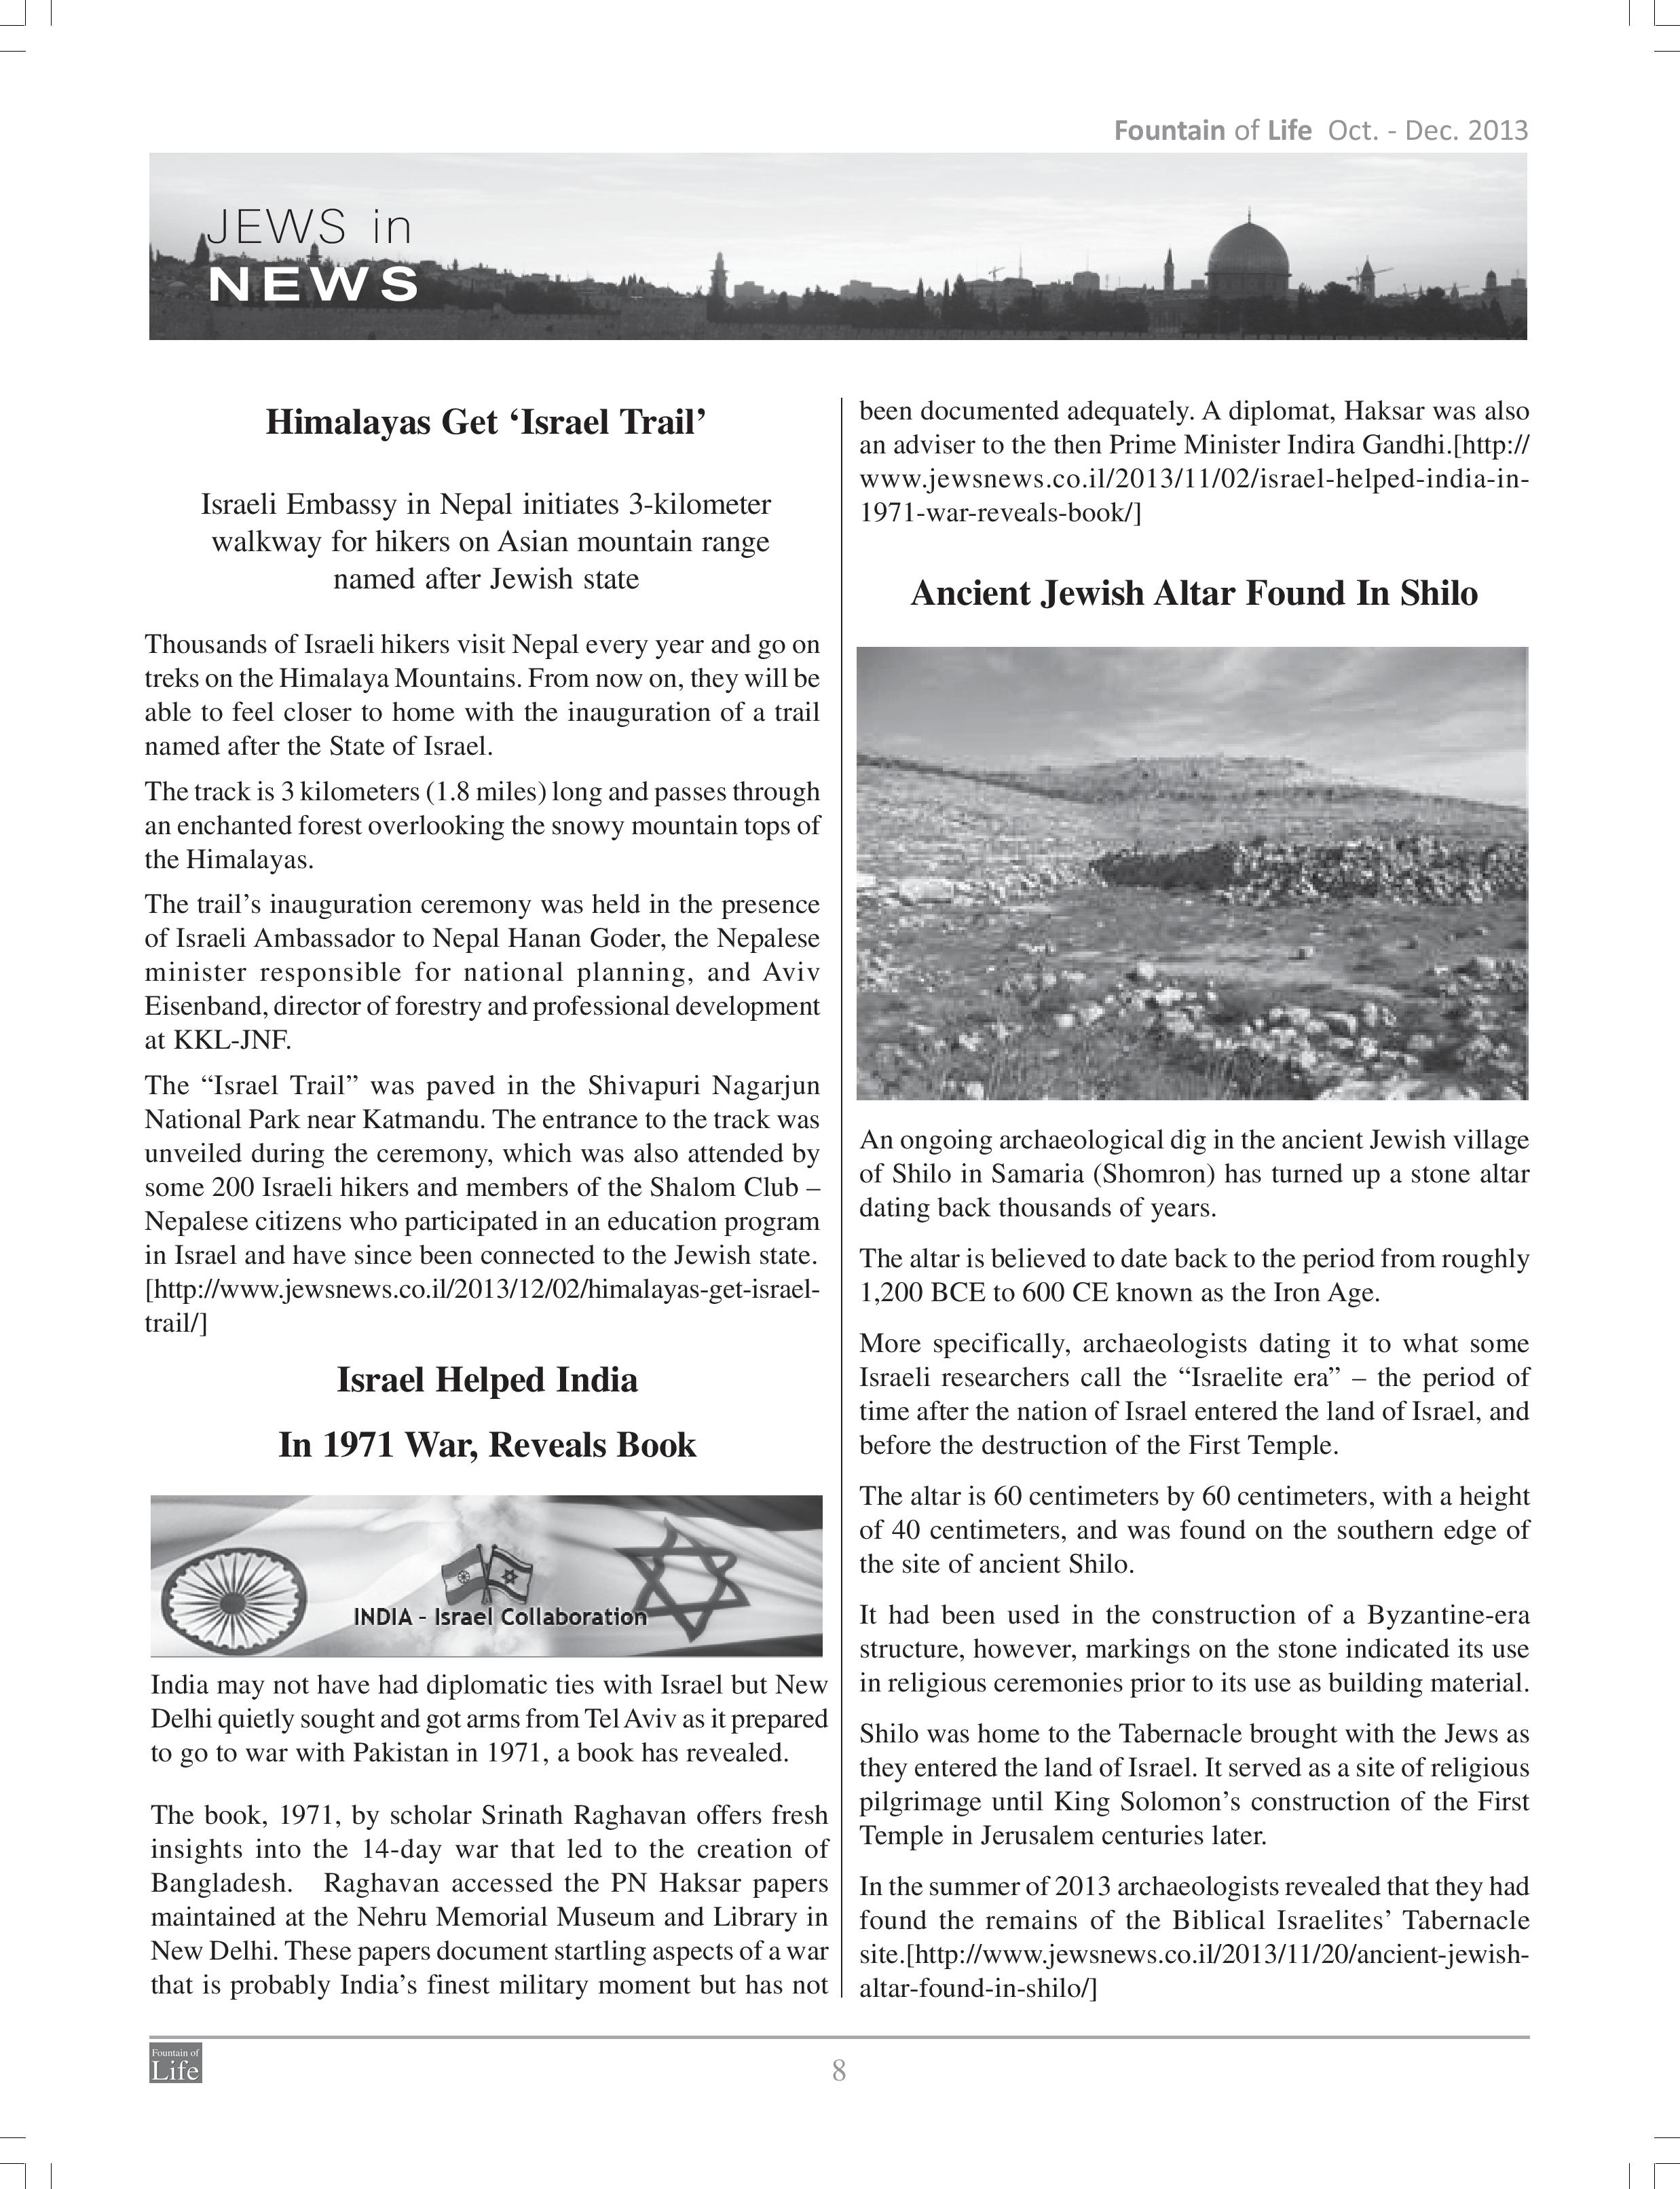 Fountain of Life Oct. - Dec. 2013
JEWS in
NEWS
Himalayas Get ‘Israel Trail’
Israeli Embassy in Nepal initiates 3-kilometer
walkway for hikers on Asian mountain range
named after Jewish state
Thousands of Israeli hikers visit Nepal every year and go on
treks on the Himalaya Mountains. From now on, they will be
able to feel closer to home with the inauguration of a trail
named after the State of Israel.
The track is 3 kilometers (1.8 miles) long and passes through
an enchanted forest overlooking the snowy mountain tops of
the Himalayas.
The trail’s inauguration ceremony was held in the presence
of Israeli Ambassador to Nepal Hanan Goder, the Nepalese
minister responsible for national planning, and Aviv
Eisenband, director of forestry and professional development
at KKL-JNF.
The “Israel Trail” was paved in the Shivapuri Nagarjun
National Park near Katmandu. The entrance to the track was
unveiled during the ceremony, which was also attended by
some 200 Israeli hikers and members of the Shalom Club –
Nepalese citizens who participated in an education program
in Israel and have since been connected to the Jewish state.
[http://www.jewsnews.co.il/2013/12/02/himalayas-get-israel-
trail/]
Israel Helped India
In 1971 War, Reveals Book
INDIA - Israel Collaboration
India may not have had diplomatic ties with Israel but New
Delhi quietly sought and got arms from Tel Aviv as it prepared
to go to war with Pakistan in 1971, a book has revealed.
The book, 1971, by scholar Srinath Raghavan offers fresh
insights into the 14-day war that led to the creation of
Bangladesh. Raghavan accessed the PN Haksar papers
maintained at the Nehru Memorial Museum and Library in
New Delhi. These papers document startling aspects of a war
that is probably India’s finest military moment but has not
been documented adequately. A diplomat, Haksar was also
an adviser to the then Prime Minister Indira Gandhi.[http://
www.jewsnews.co.il/2013/11/02/israel-helped-india-in-
1971-war-reveals-book/]
Ancient Jewish Altar Found In Shilo
An ongoing archaeological dig in the ancient Jewish village
of Shilo in Samaria (Shomron) has turned up a stone altar
dating back thousands of years.
The altar is believed to date back to the period from roughly
1,200 BCE to 600 CE known as the Iron Age.
More specifically, archaeologists dating it to what some
Israeli researchers call the “Israelite era” – the period of
time after the nation of Israel entered the land of Israel, and
before the destruction of the First Temple.
The altar is 60 centimeters by 60 centimeters, with a height
of 40 centimeters, and was found on the southern edge of
the site of ancient Shilo.
It had been used in the construction of a Byzantine-era
structure, however, markings on the stone indicated its use
in religious ceremonies prior to its use as building material.
Shilo was home to the Tabernacle brought with the Jews as
they entered the land of Israel. It served as a site of religious
pilgrimage until King Solomon’s construction of the First
Temple in Jerusalem centuries later.
In the summer of 2013 archaeologists revealed that they had
found the remains of the Biblical Israelites’ Tabernacle
site.[http://www.jewsnews.co.il/2013/11/20/ancient-jewish-
altar-found-in-shilo/]
Fountain of
Life
8